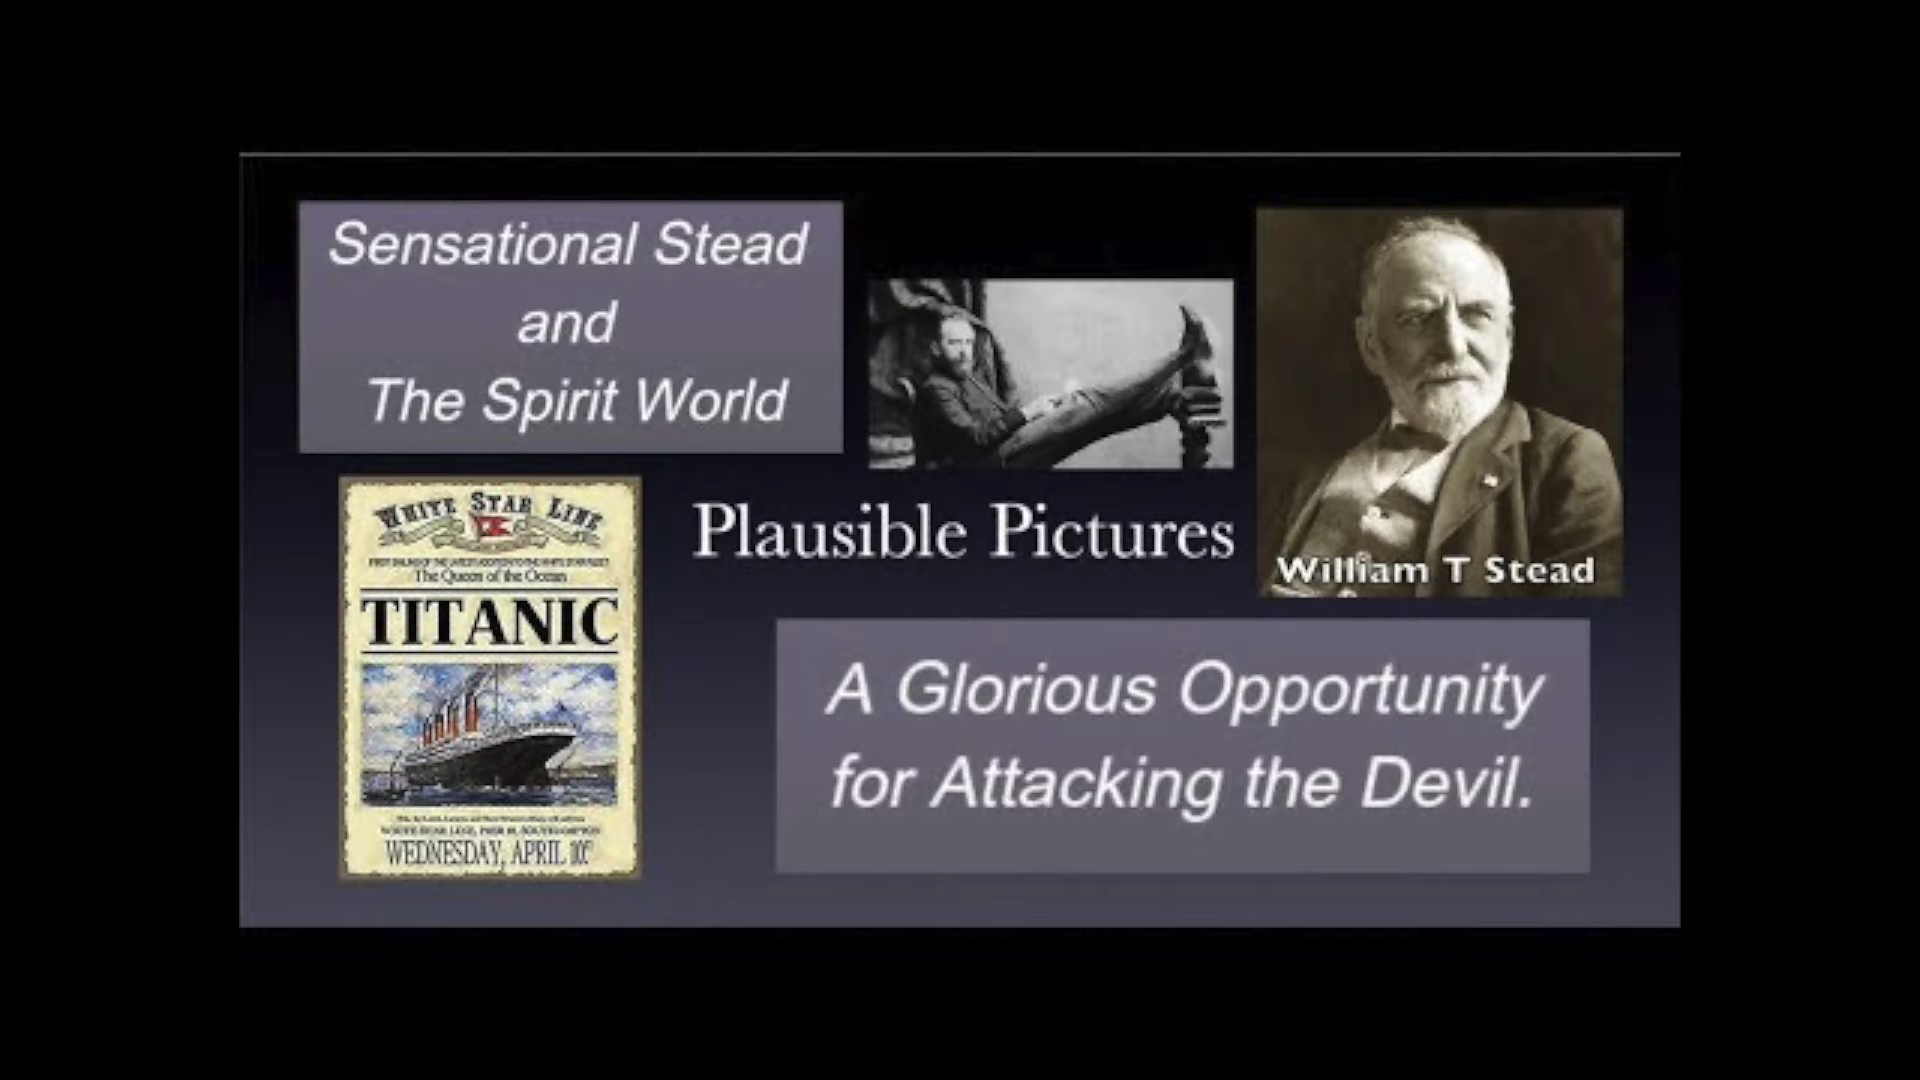 Sensational Stead
and
The Spirit World
WHITE STAR LINE
The Queen of the Ocean
TITANIC
WEDNESDAY, APRIL 10
Plausible Pictures
William T Stead
A Glorious Opportunity
for Attacking the Devil.